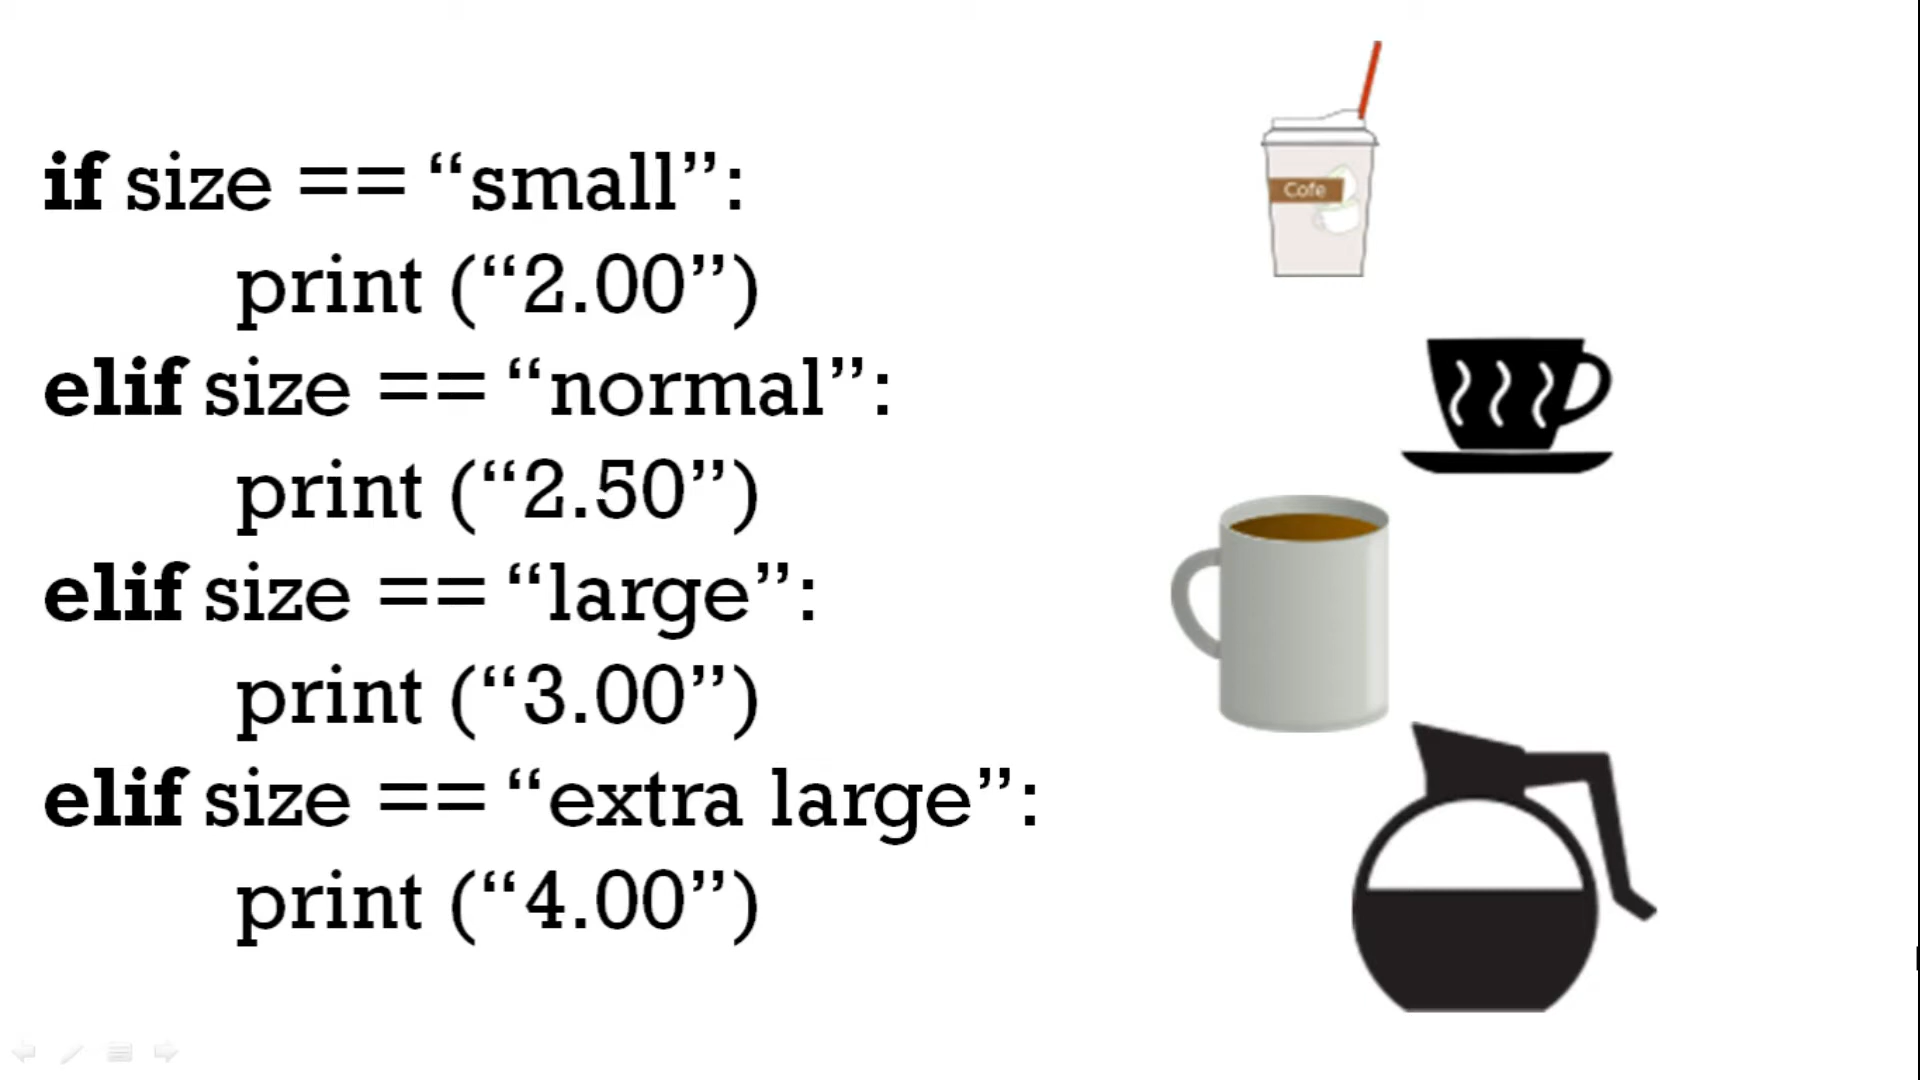 if size == “small”:
print (“2.00”)
elif size == “normal”:
print (“2.50”)
elif size == “large”:
print (“3.00”)
elif size == “extra large”:
print (“4.00”)
Cofe